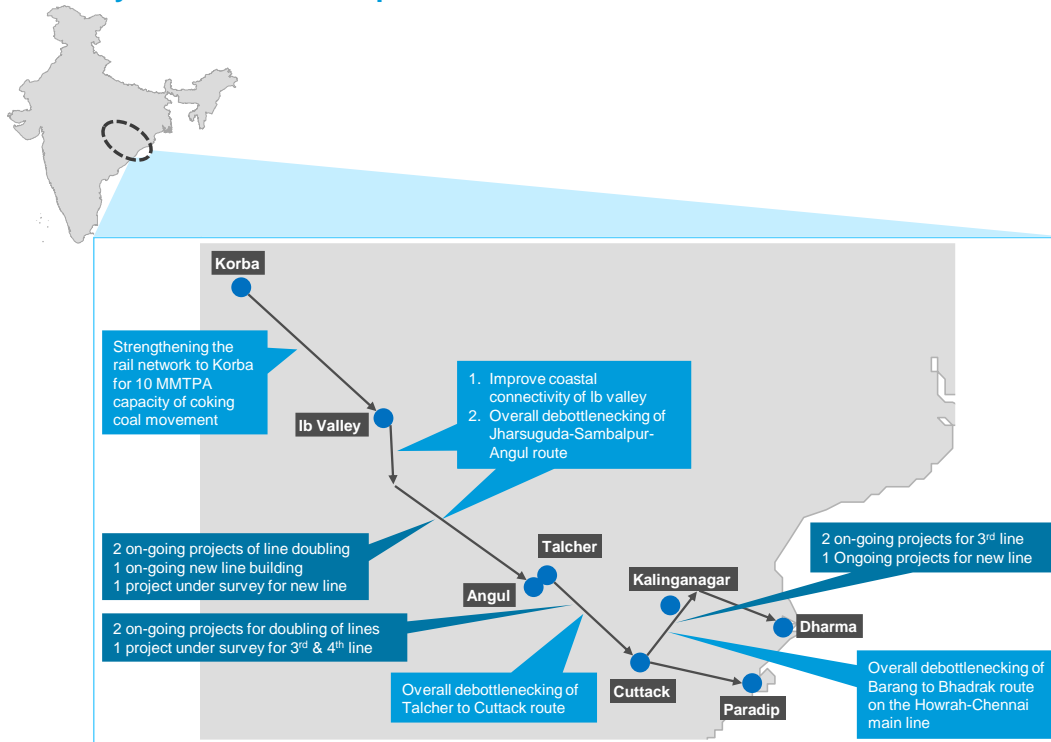 Korba
Strengthening the
rail network to Korba
for 10 MMTPA
capacity of coking
coal movement
Ib Valley
1. Improve coastal
connectivity of Ib valley
2. Overall debottlenecking of
Jharsuguda-Sambalpur-
Angul route
2 on-going projects of line doubling
1 on-going new line building
1 project under survey for new line
Talcher
Angul
2 on-going projects for doubling of lines
1 project under survey for 3rd & 4th line
Overall debottlenecking of
Talcher to Cuttack route
Kalinganagar
2 on-going projects for 3rd line
1 Ongoing projects for new line
Dharma
Cuttack
Paradip
Overall debottlenecking of
Barang to Bhadrak route
on the Howrah-Chennai
main line